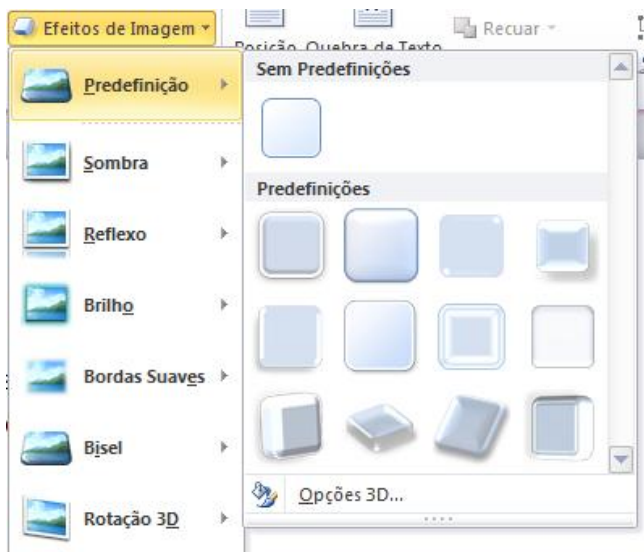 Efeitos de Imagem
Posição Quebra de Texto
Recuar
Predefinição
Sombra
Reflexo
Brilho
Bordas Suaves
Bisel
Rotação 3D
Sem Predefinições
Predefinições
Opções 3D...